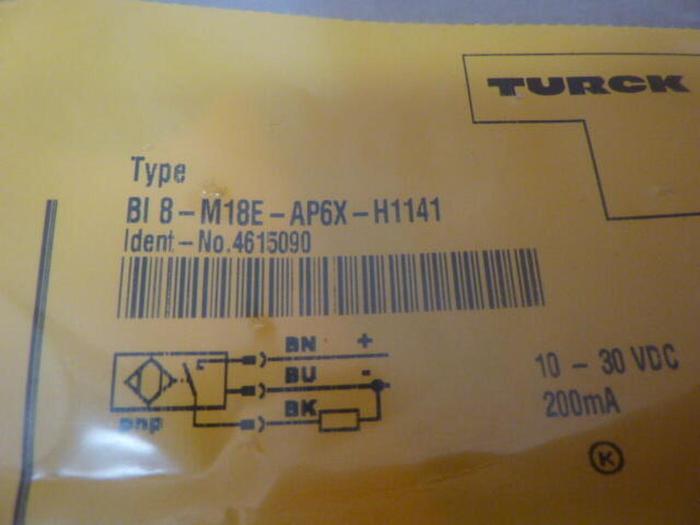 TURCK
Type
BI 8-M18E-AP6X-H1141
Ident-No.4615090
BN +
BU -
BK
pnp
10 - 30 VDC
200mA
K